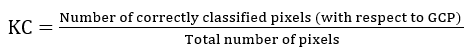 KC = Number of correctly classified pixels (with respect to GCP) / Total number of pixels